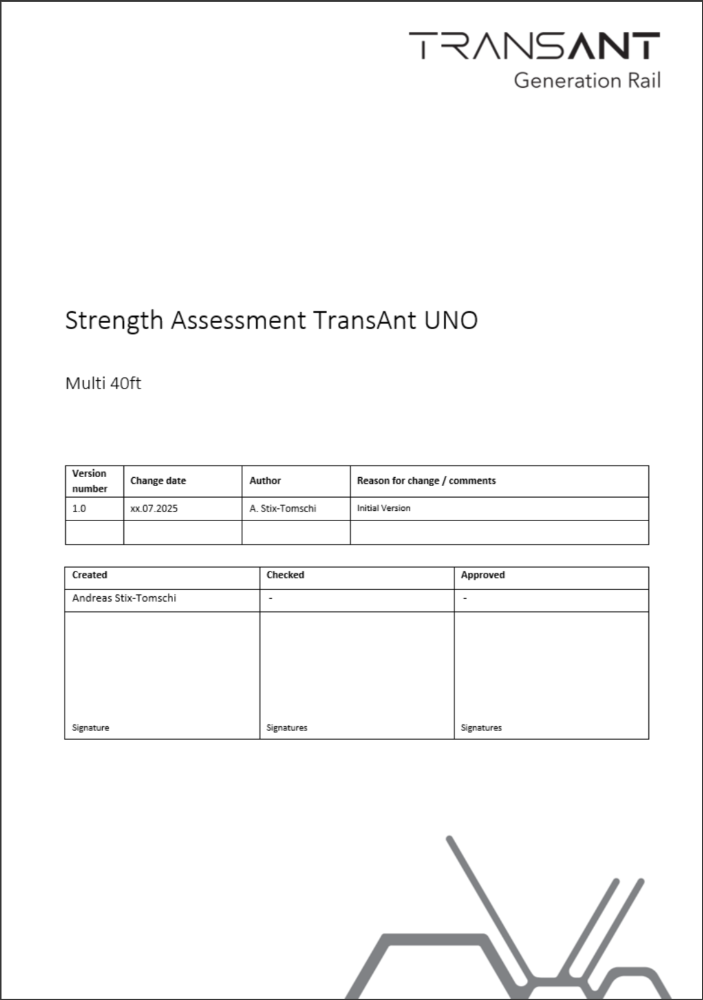 TRANSANT
Generation Rail
Strength Assessment TransAnt UNO
Multi 40ft
Version number Change date Author Reason for change / comments
1.0 xx.07.2025 A. Stix-Tomschi Initial Version
Created Checked Approved
Andreas Stix-Tomschi - -
Signature Signatures Signatures